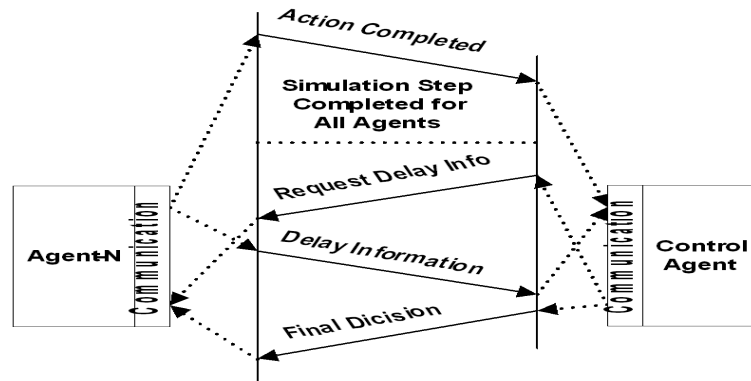 Action Completed
Simulation Step
Completed for
All Agents
Request Delay Info
Agent-N
Communication
Delay Information
Communication
Control
Agent
Final Dicision